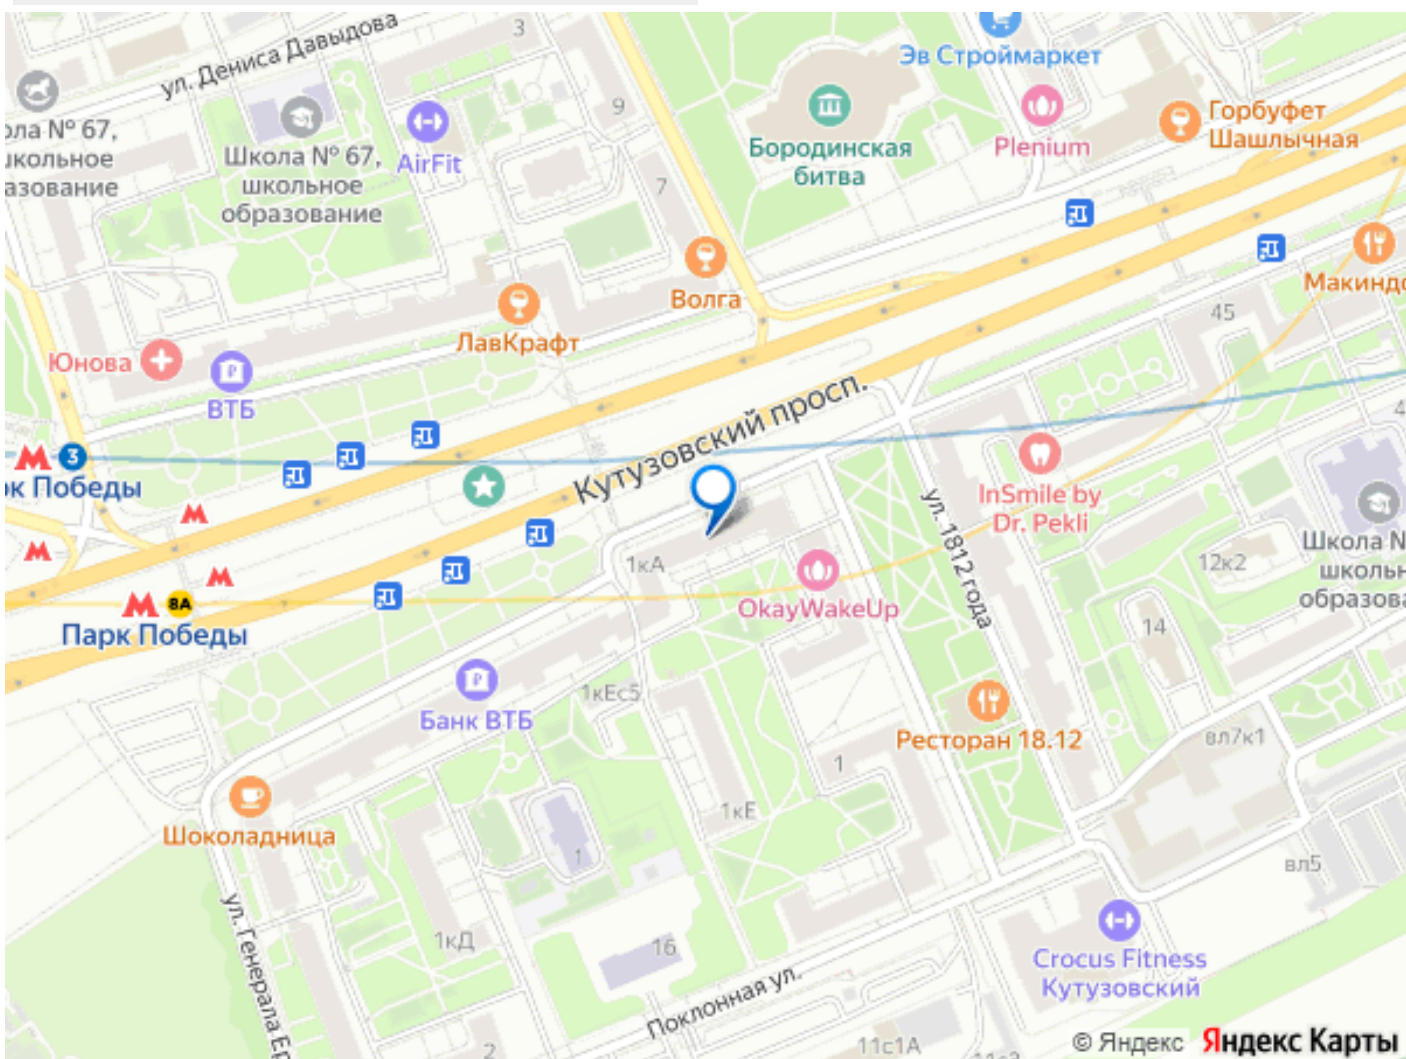 ул. Дениса Давыдова
3
Эв Строймаркет
ола № 67,
школьное
разование
Школа № 67,
школьное
образование
AirFit
9
7
Бородинская
битва
Plenium
Горбуфет
Шашлычная
Волга
ЛавКрафт
Юнова
ВТБ
45
Макиндо
Кутузовский просп.
3
рк Победы
8А
Парк Победы
1кА
OkayWakeUp
ул. 1812 года
InSmile by
Dr. Pekli
4
Школа №
школьн
образова
12к2
14
Банк ВТБ
1кЕс5
Ресторан 18.12
вл7к1
1
1кЕ
Шоколадница
1
вл5
ул. Генерала Ер
1кД
16
Crocus Fitness
Кутузовский
Поклонная ул.
2
11с1А
© Яндекс Яндекс Карты